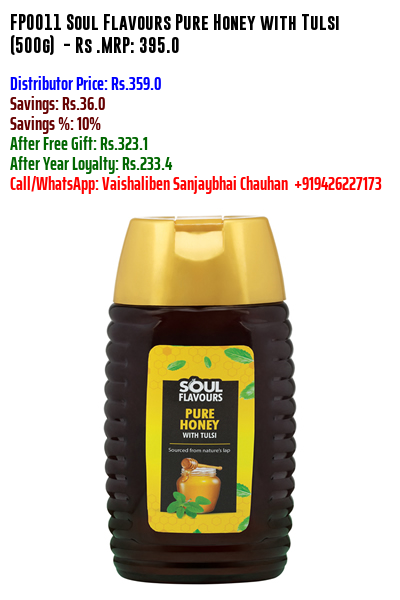 FP0011 Soul Flavours Pure Honey with Tulsi
(500g) - Rs .MRP: 395.0
Distributor Price: Rs.359.0
Savings: Rs.36.0
Savings %: 10%
After Free Gift: Rs.323.1
After Year Loyalty: Rs.233.4
Call/WhatsApp: Vaishaliben Sanjaybhai Chauhan +919426227173
SOUL
FLAVOURS
PURE
HONEY
WITH TULSI
Sourced from nature's lap